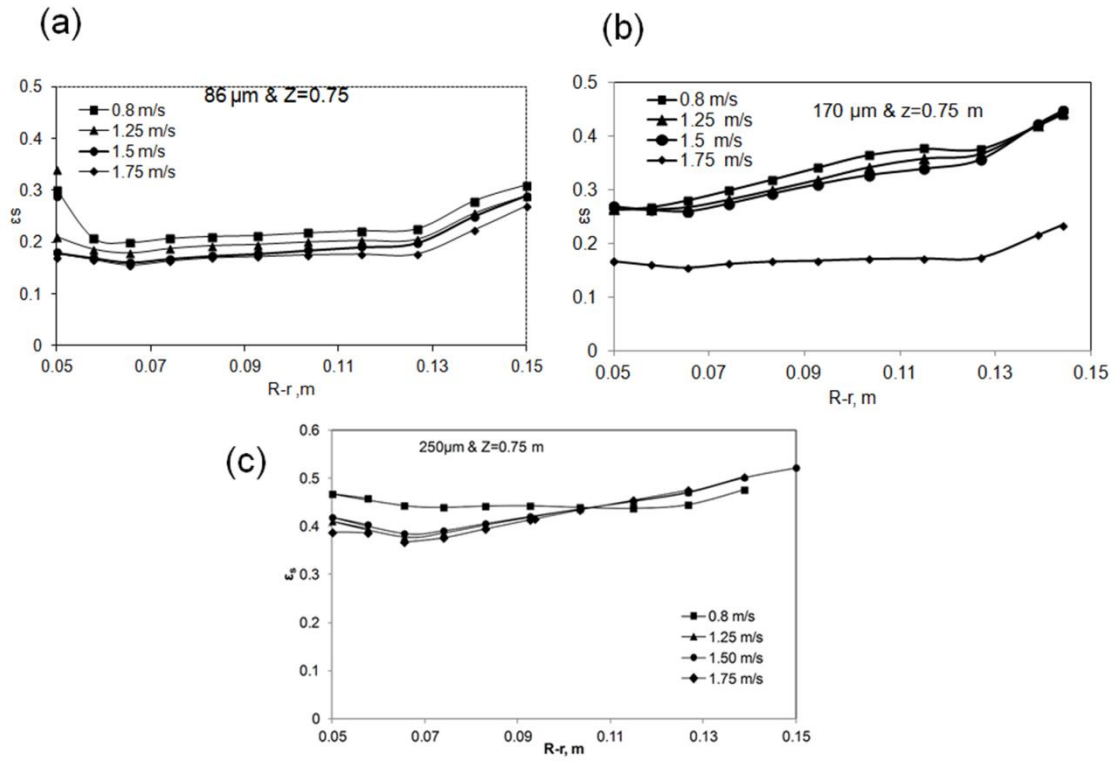 (a)
86 µm & Z=0.75
0.8 m/s
1.25 m/s
1.5 m/s
1.75 m/s
0.5
0.4
0.3
0.2
0.1
0
εs
0.05
0.07
0.09
0.11
0.13
0.15
R-r ,m
(b)
170 µm & z=0.75 m
0.8 m/s
1.25 m/s
1.5 m/s
1.75 m/s
0.5
0.4
0.3
0.2
0.1
0
εs
0.05
0.07
0.09
0.11
0.13
0.15
R-r, m
(c)
250µm & Z=0.75 m
0.6
0.5
0.4
0.3
0.2
0.1
0
εs
0.8 m/s
1.25 m/s
1.50 m/s
1.75 m/s
0.05
0.07
0.09
0.11
0.13
0.15
R-r, m